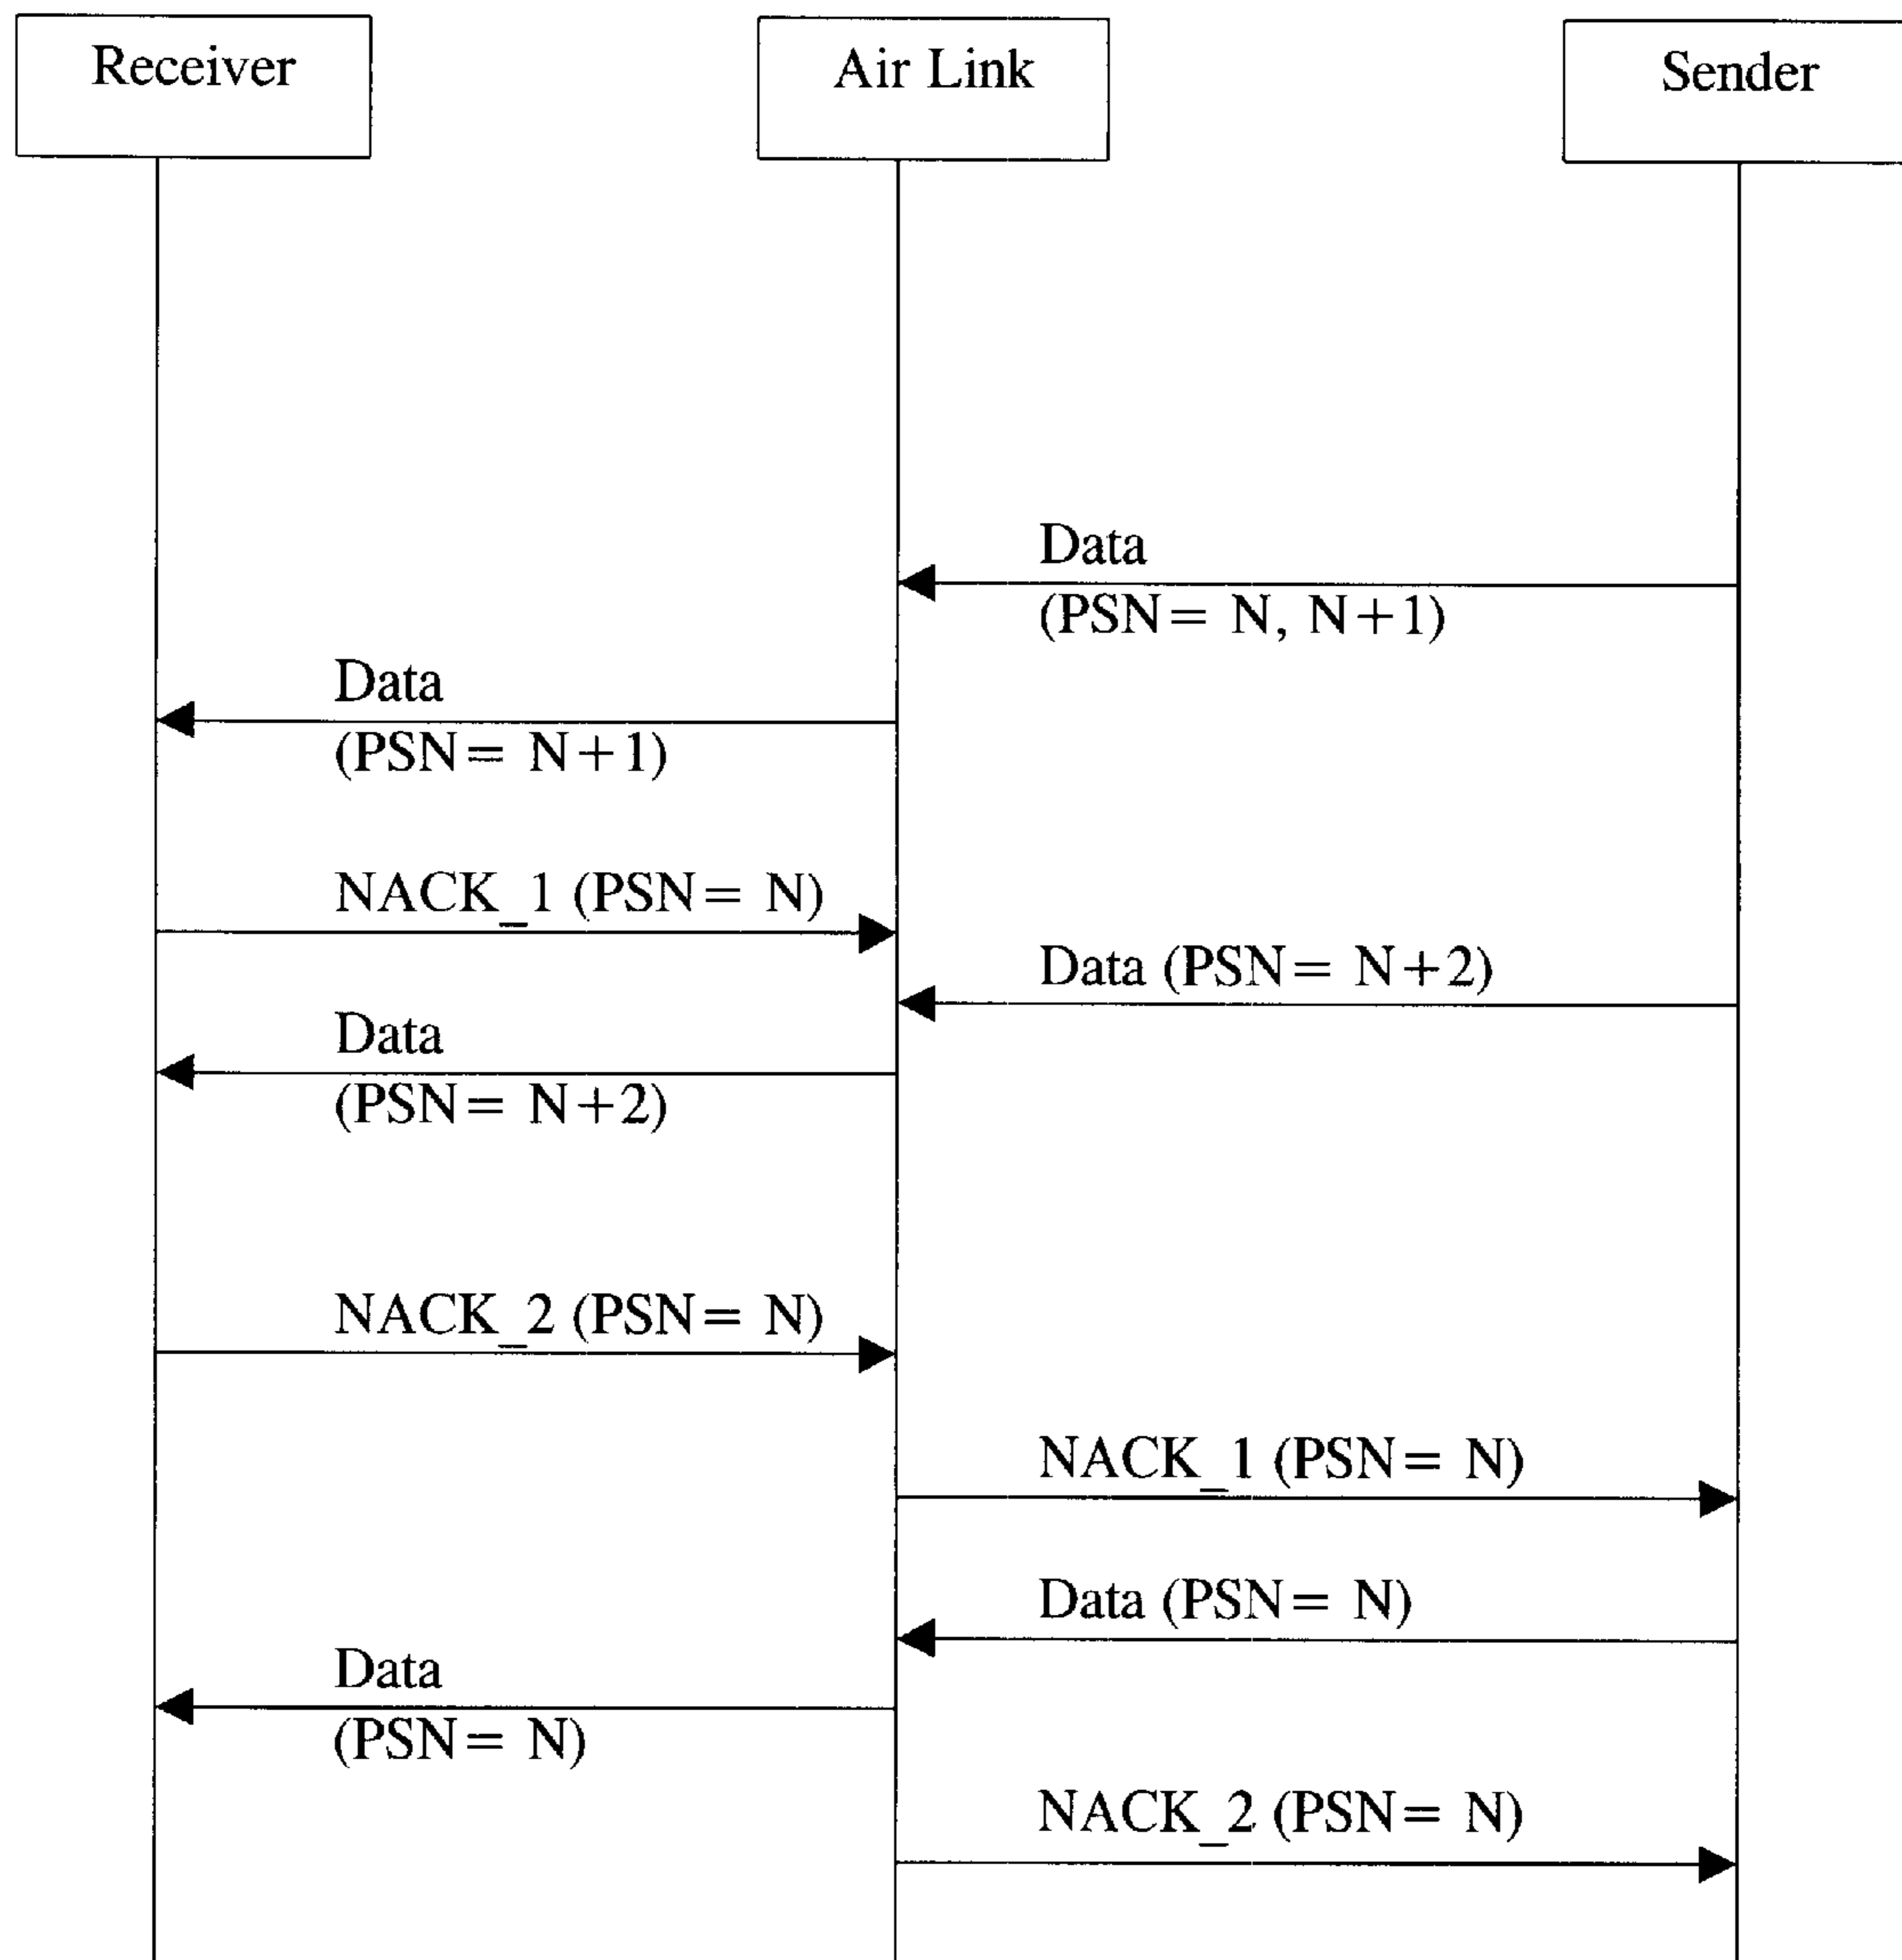 Receiver
Air Link
Sender
Data
(PSN= N, N+1)
Data
(PSN= N+1)
NACK_1 (PSN= N)
Data (PSN= N+2)
Data
(PSN= N+2)
NACK_2 (PSN= N)
NACK_1 (PSN= N)
Data (PSN= N)
Data
(PSN= N)
NACK_2 (PSN= N)